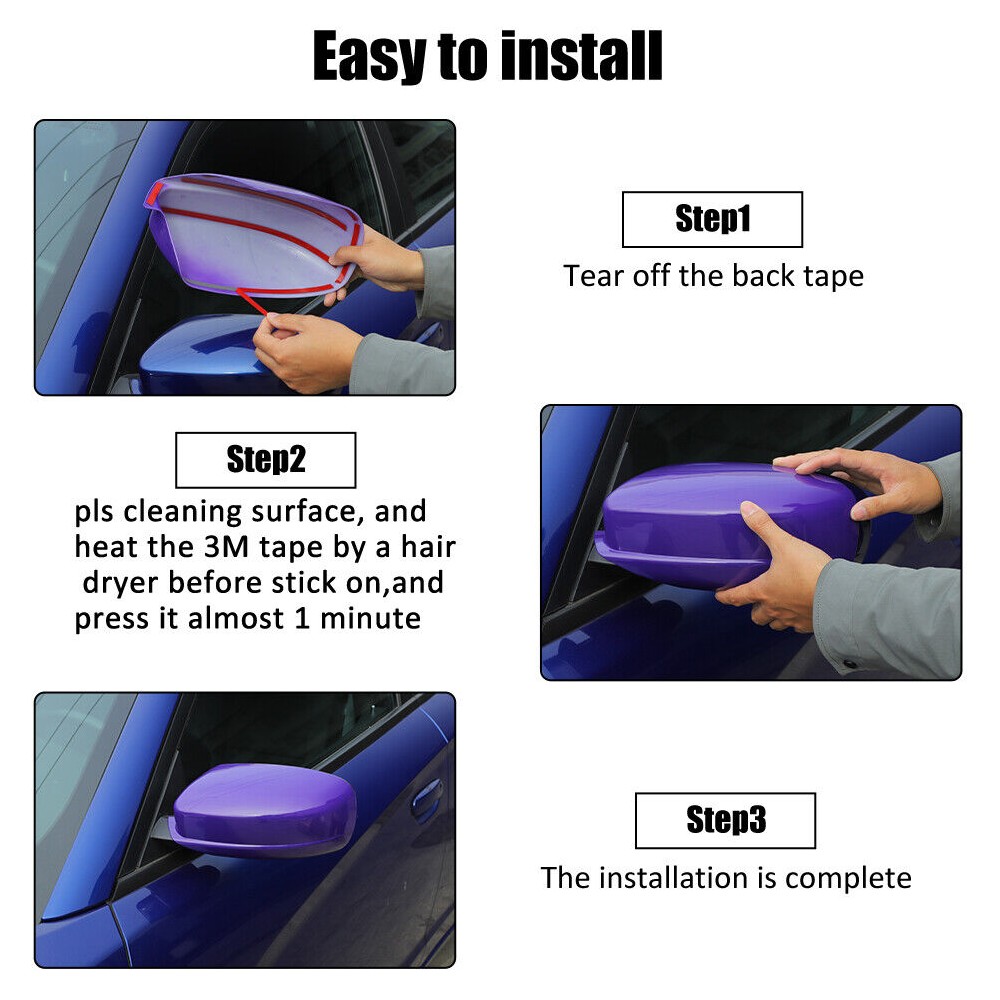 Easy to install
Step1
Tear off the back tape
Step2
pls cleaning surface, and
heat the 3M tape by a hair
dryer before stick on,and
press it almost 1 minute
Step3
The installation is complete